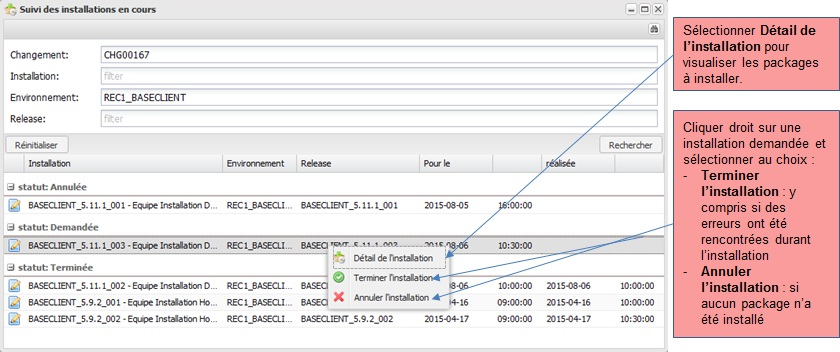 Suivi des installations en cours
Changement: CHG00167
Installation: filter
Environnement: REC1_BASECLIENT
Release: filter
Réinitialiser Rechercher
Installation Environnement Release Pour le réalisée
statut: Annulée
BASECLIENT_5.11.1_001 - Equipe Installation D... REC1_BASECLI... BASECLIENT_5.11.1_001 2015-08-05 16:00:00
statut: Demandée
BASECLIENT_5.11.1_003 - Equipe Installation D... REC1_BASECLI... BASECLIENT_5.11.1_003 2015-08-06 10:30:00
statut: Terminée
BASECLIENT_5.11.1_002 - Equipe Installation D... REC1_BASECLI... -08-06 10:00:00 2015-08-06 10:00:00
BASECLIENT_5.9.2_001 - Equipe Installation Ho... REC1_BASECLI... -04-16 09:00:00 2015-04-16 09:00:00
BASECLIENT_5.9.2_002 - Equipe Installation Ho... REC1_BASECLI... BASECLIENT_5.9.2_002 2015-04-17 09:00:00 2015-04-17 10:30:00
Détail de l'installation
Terminer l'installation
Annuler l'installation
Sélectionner Détail de
l'installation pour
visualiser les packages
à installer.
Cliquer droit sur une
installation demandée et
sélectionner au choix :
- Terminer
l'installation : y
compris si des
erreurs ont été
rencontrées durant
l'installation
- Annuler
l'installation : si
aucun package n'a
été installé